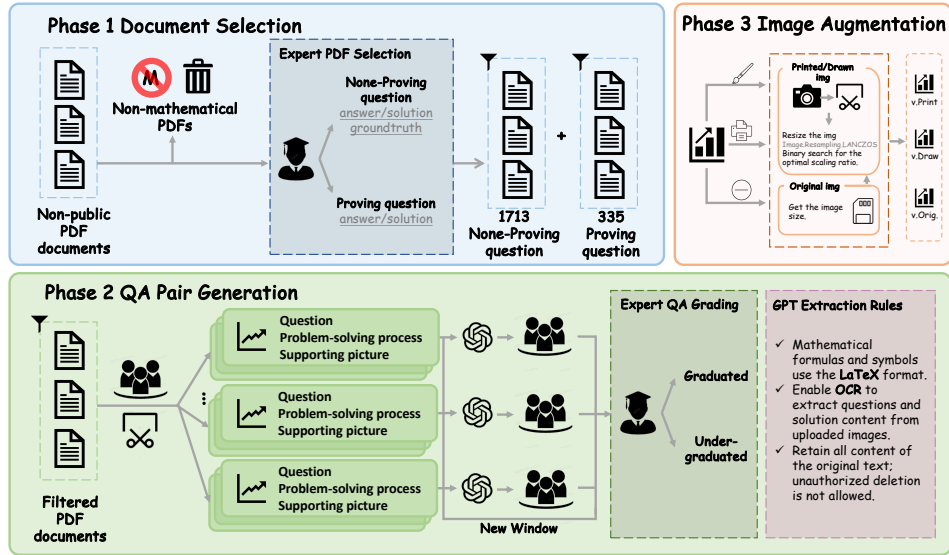 Phase 1 Document Selection
Non-public
PDF
documents
M
Non-mathematical
PDFs
Expert PDF Selection
None-Proving
question
answer/solution
groundtruth
Proving question
answer/solution
1713
None-Proving
question
+
335
Proving
question
Phase 3 Image Augmentation
Printed/Drawn
img
Resize the img
Image.Resampling.LANCZOS
Binary search for the
optimal scaling ratio.
Original img
Get the image
size.
v.Print
v.Draw
v.Orig.
Phase 2 QA Pair Generation
Filtered
PDF
documents
Question
Problem-solving process
Supporting picture
Question
Problem-solving process
Supporting picture
Question
Problem-solving process
Supporting picture
New Window
Expert QA Grading
Graduated
Under-
graduated
GPT Extraction Rules
✓ Mathematical
formulas and symbols
use the LaTeX format.
✓ Enable OCR to
extract questions and
solution content from
uploaded images.
✓ Retain all content of
the original text;
unauthorized deletion
is not allowed.